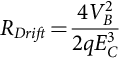 R_{Drift} = \frac{4V_B^2}{2qE_C^3}